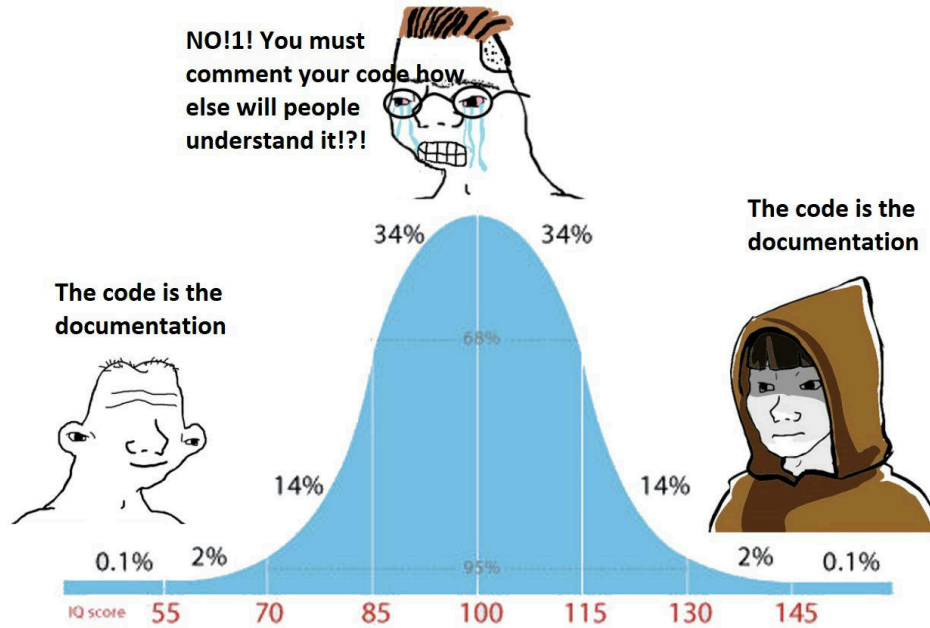 NO!1! You must
comment your code how
else will people
understand it!?!
34%
34%
The code is the
documentation
The code is the
documentation
68%
14%
14%
0.1%
2%
95%
2%
0.1%
IQ score 55 70 85 100 115 130 145